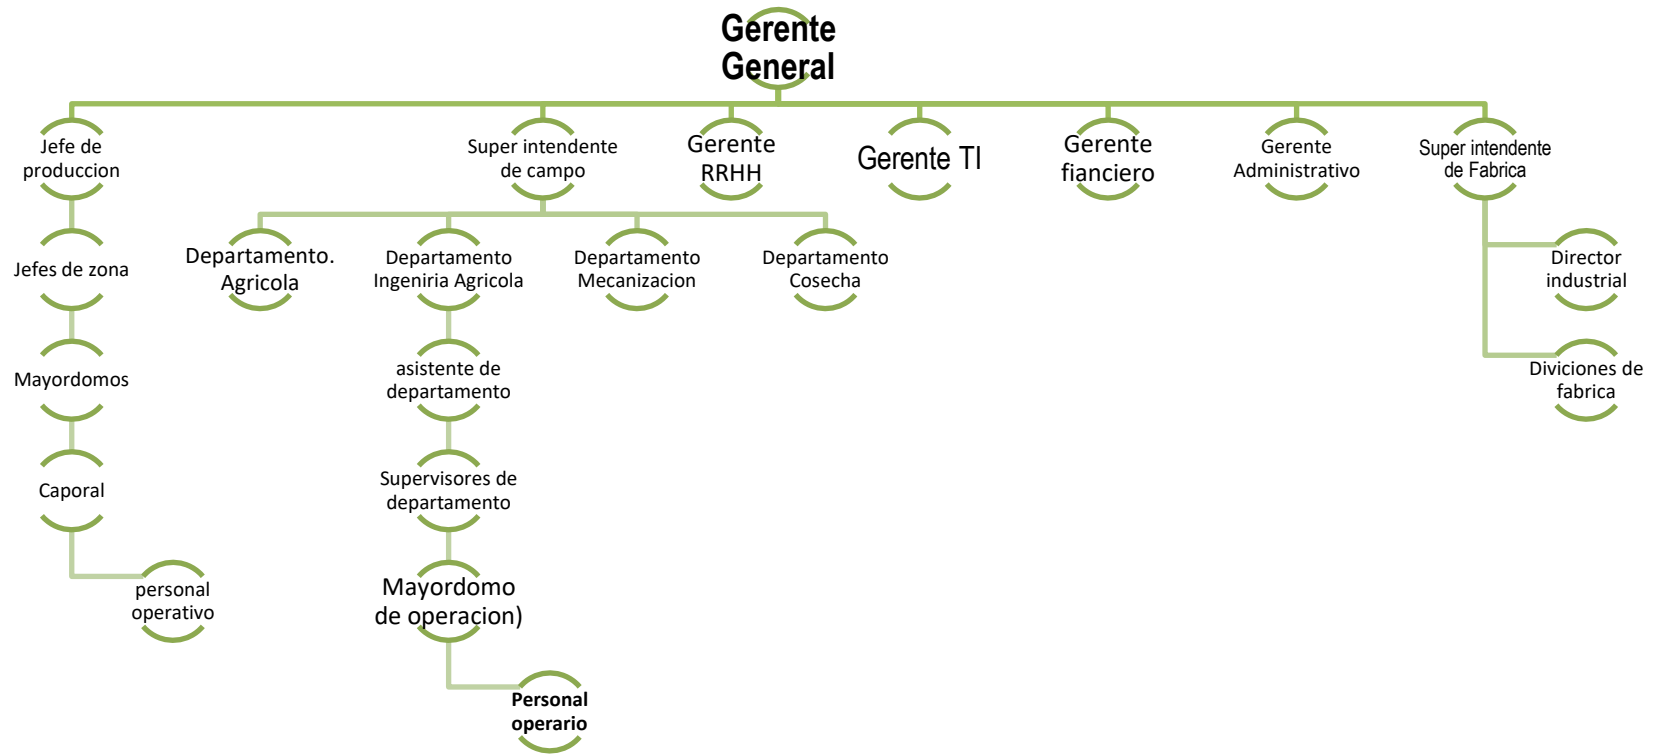 Gerente
General
Jefe de
produccion
Super intendente
de campo
Gerente
RRHH
Gerente TI
Gerente
fianciero
Gerente
Administrativo
Super intendente
de Fabrica
Jefes de zona
Departamento.
Agricola
Departamento
Ingeniria Agricola
Departamento
Mecanizacion
Departamento
Cosecha
Director
industrial
Mayordomos
asistente de
departamento
Diviciones de
fabrica
Caporal
Supervisores de
departamento
personal
operativo
Mayordomo
de operacion)
Personal
operario